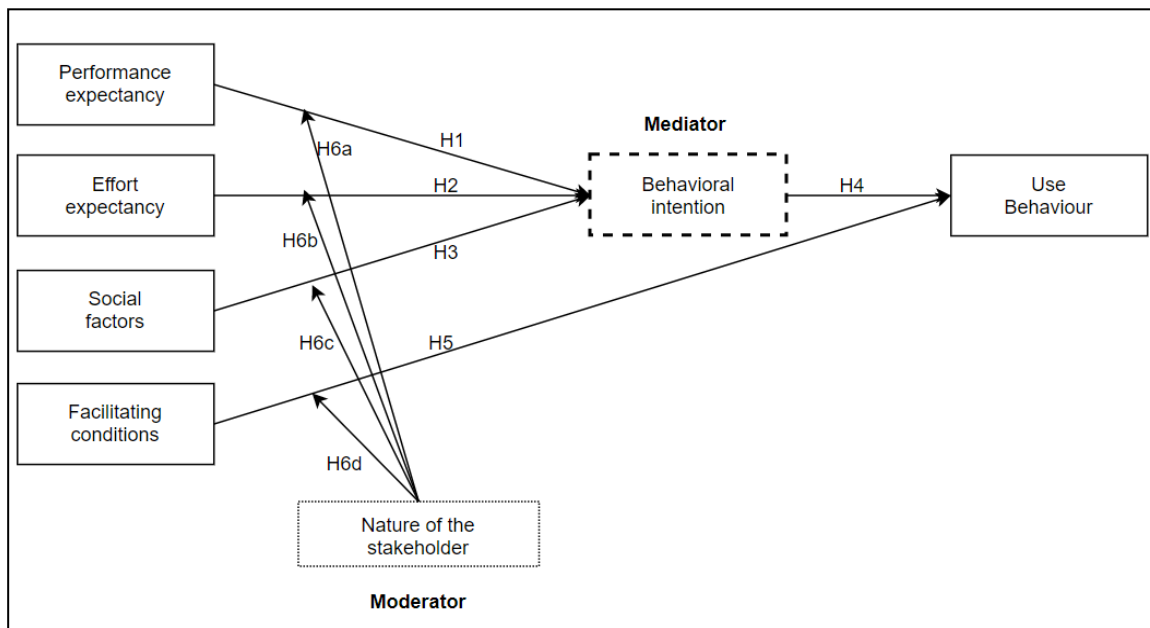 Performance
expectancy
Effort
expectancy
Social
factors
Facilitating
conditions
H1
H6a
H2
H6b
H3
H6c
H5
H6d
Mediator
Behavioral
intention
H4
Use
Behaviour
Nature of the
stakeholder
Moderator